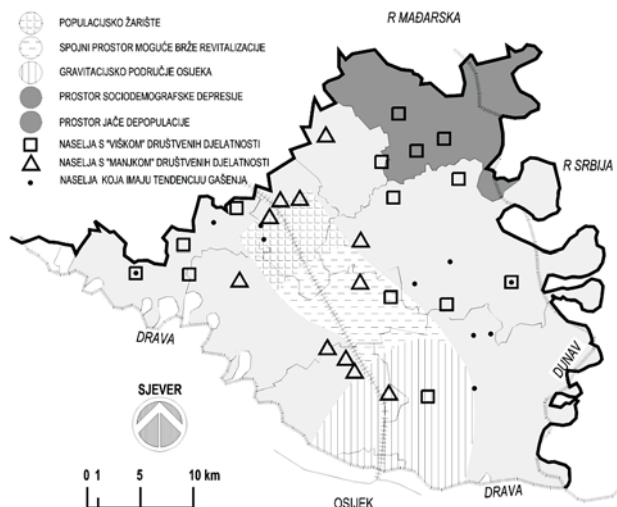 POPULACIJSKO ŽARIŠTE
SPOJNI PROSTOR MOGUĆE BRŽE REVITALIZACIJE
GRAVITACIJSKO PODRUČJE OSIJEKA
PROSTOR SOCIODEMOGRAFSKE DEPRESIJE
PROSTOR JAČE DEPOPULACIJE
NASELJA S "VIŠKOM" DRUŠTVENIH DJELATNOSTI
NASELJA S "MANJKOM" DRUŠTVENIH DJELATNOSTI
NASELJA KOJA IMAJU TENDENCIJU GAŠENJA
R MAĐARSKA
R SRBIJA
DRAVA
DUNAV
SJEVER
0 1 5 10 km
DRAVA
OSIJEK